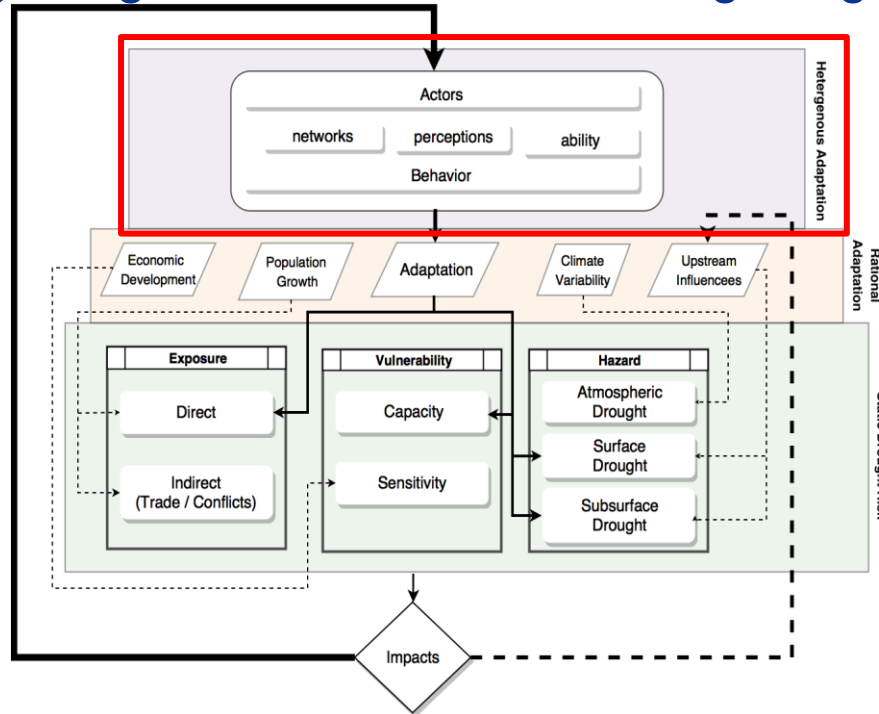 Actors
networks
perceptions
ability
Behavior
Hetergenous Adaptation
Economic
Development
Population
Growth
Adaptation
Climate
Variability
Upstream
Influencees
Rational
Adaptation
Exposure
Direct
Indirect
(Trade / Conflicts)
Vulnerability
Capacity
Sensitivity
Hazard
Atmospheric
Drought
Surface
Drought
Subsurface
Drought
Impacts